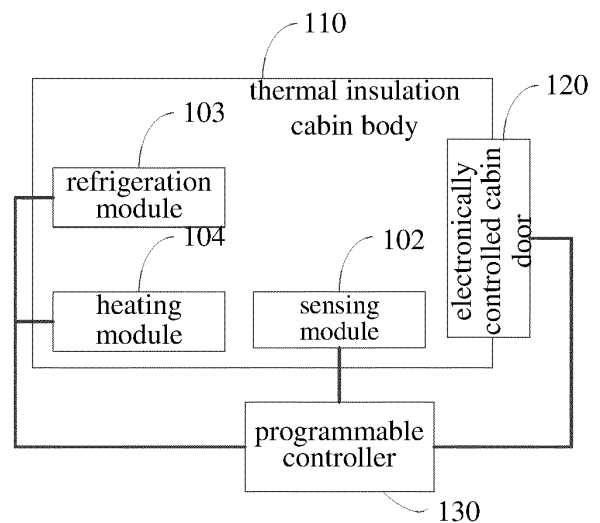 110
thermal insulation
cabin body
120
103
refrigeration
module
electronically
controlled cabin
door
104
102
heating
module
sensing
module
programmable
controller
130